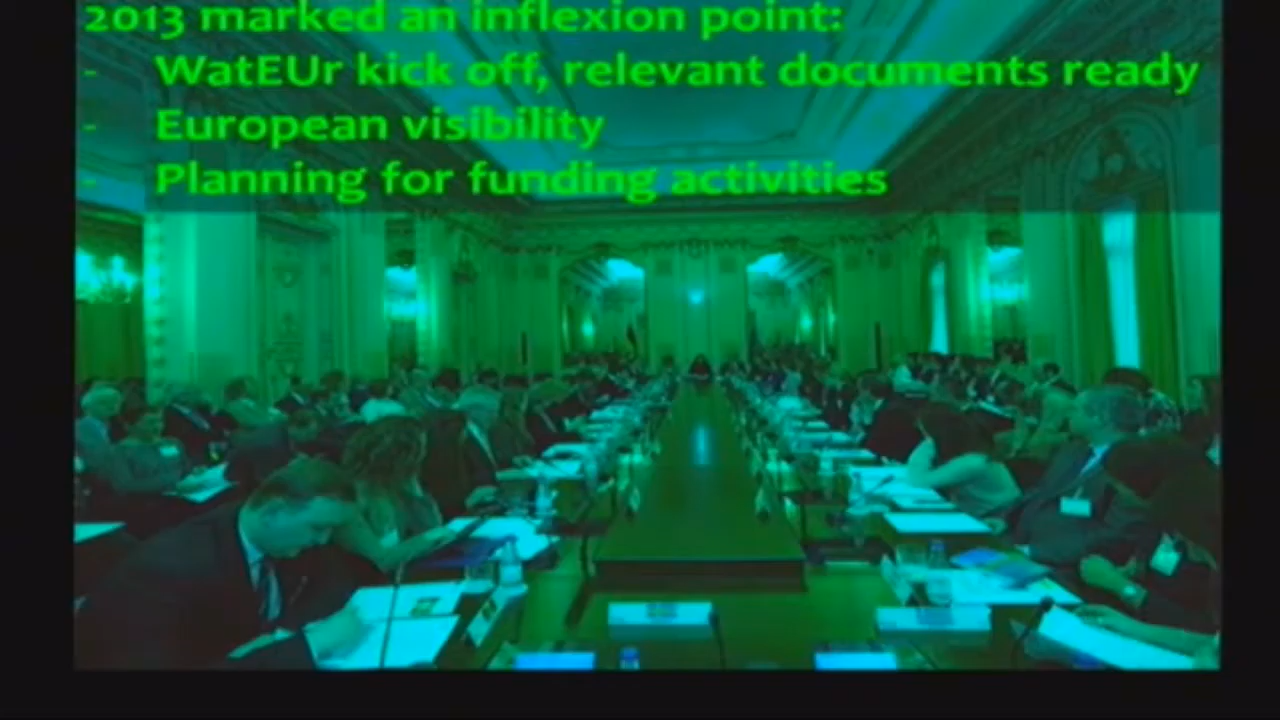 2013 marked an inflexion point:
- WatEUr kick off, relevant documents ready
- European visibility
- Planning for funding activities